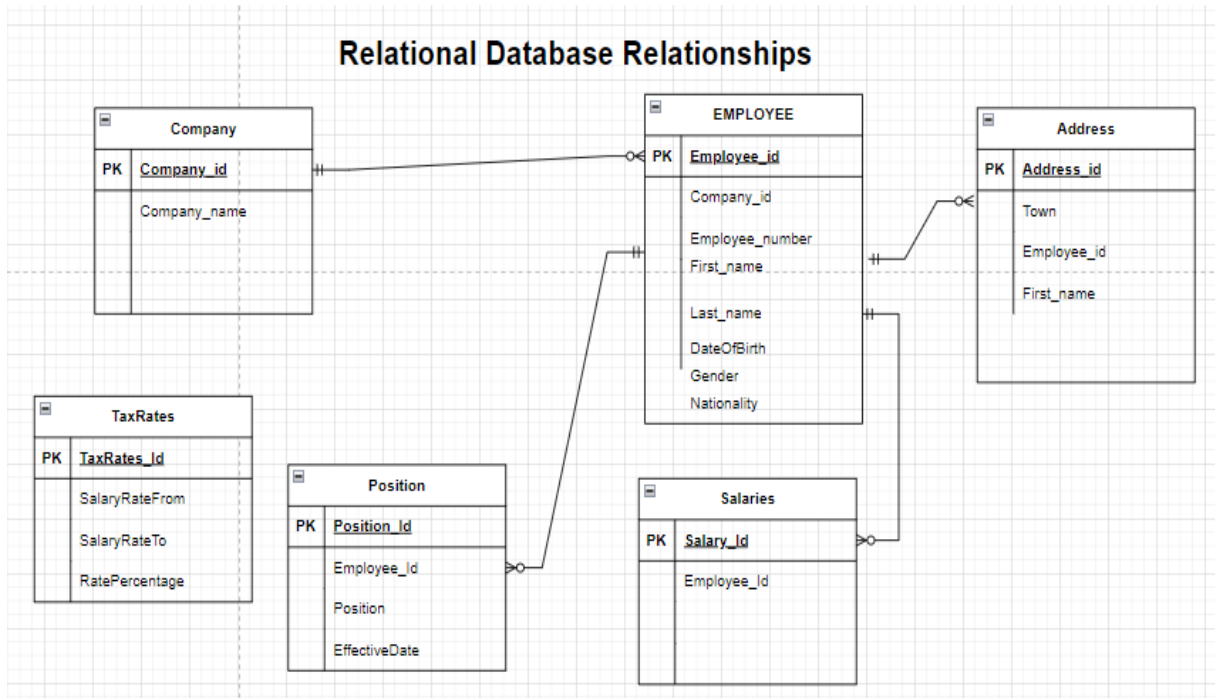 Relational Database Relationships
Company
PK Company_id
Company_name
EMPLOYEE
PK Employee_id
Company_id
Employee_number
First_name
Last_name
DateOfBirth
Gender
Nationality
Address
PK Address_id
Town
Employee_id
First_name
TaxRates
PK TaxRates_Id
SalaryRateFrom
SalaryRateTo
RatePercentage
Position
PK Position_Id
Employee_Id
Position
EffectiveDate
Salaries
PK Salary_Id
Employee_Id